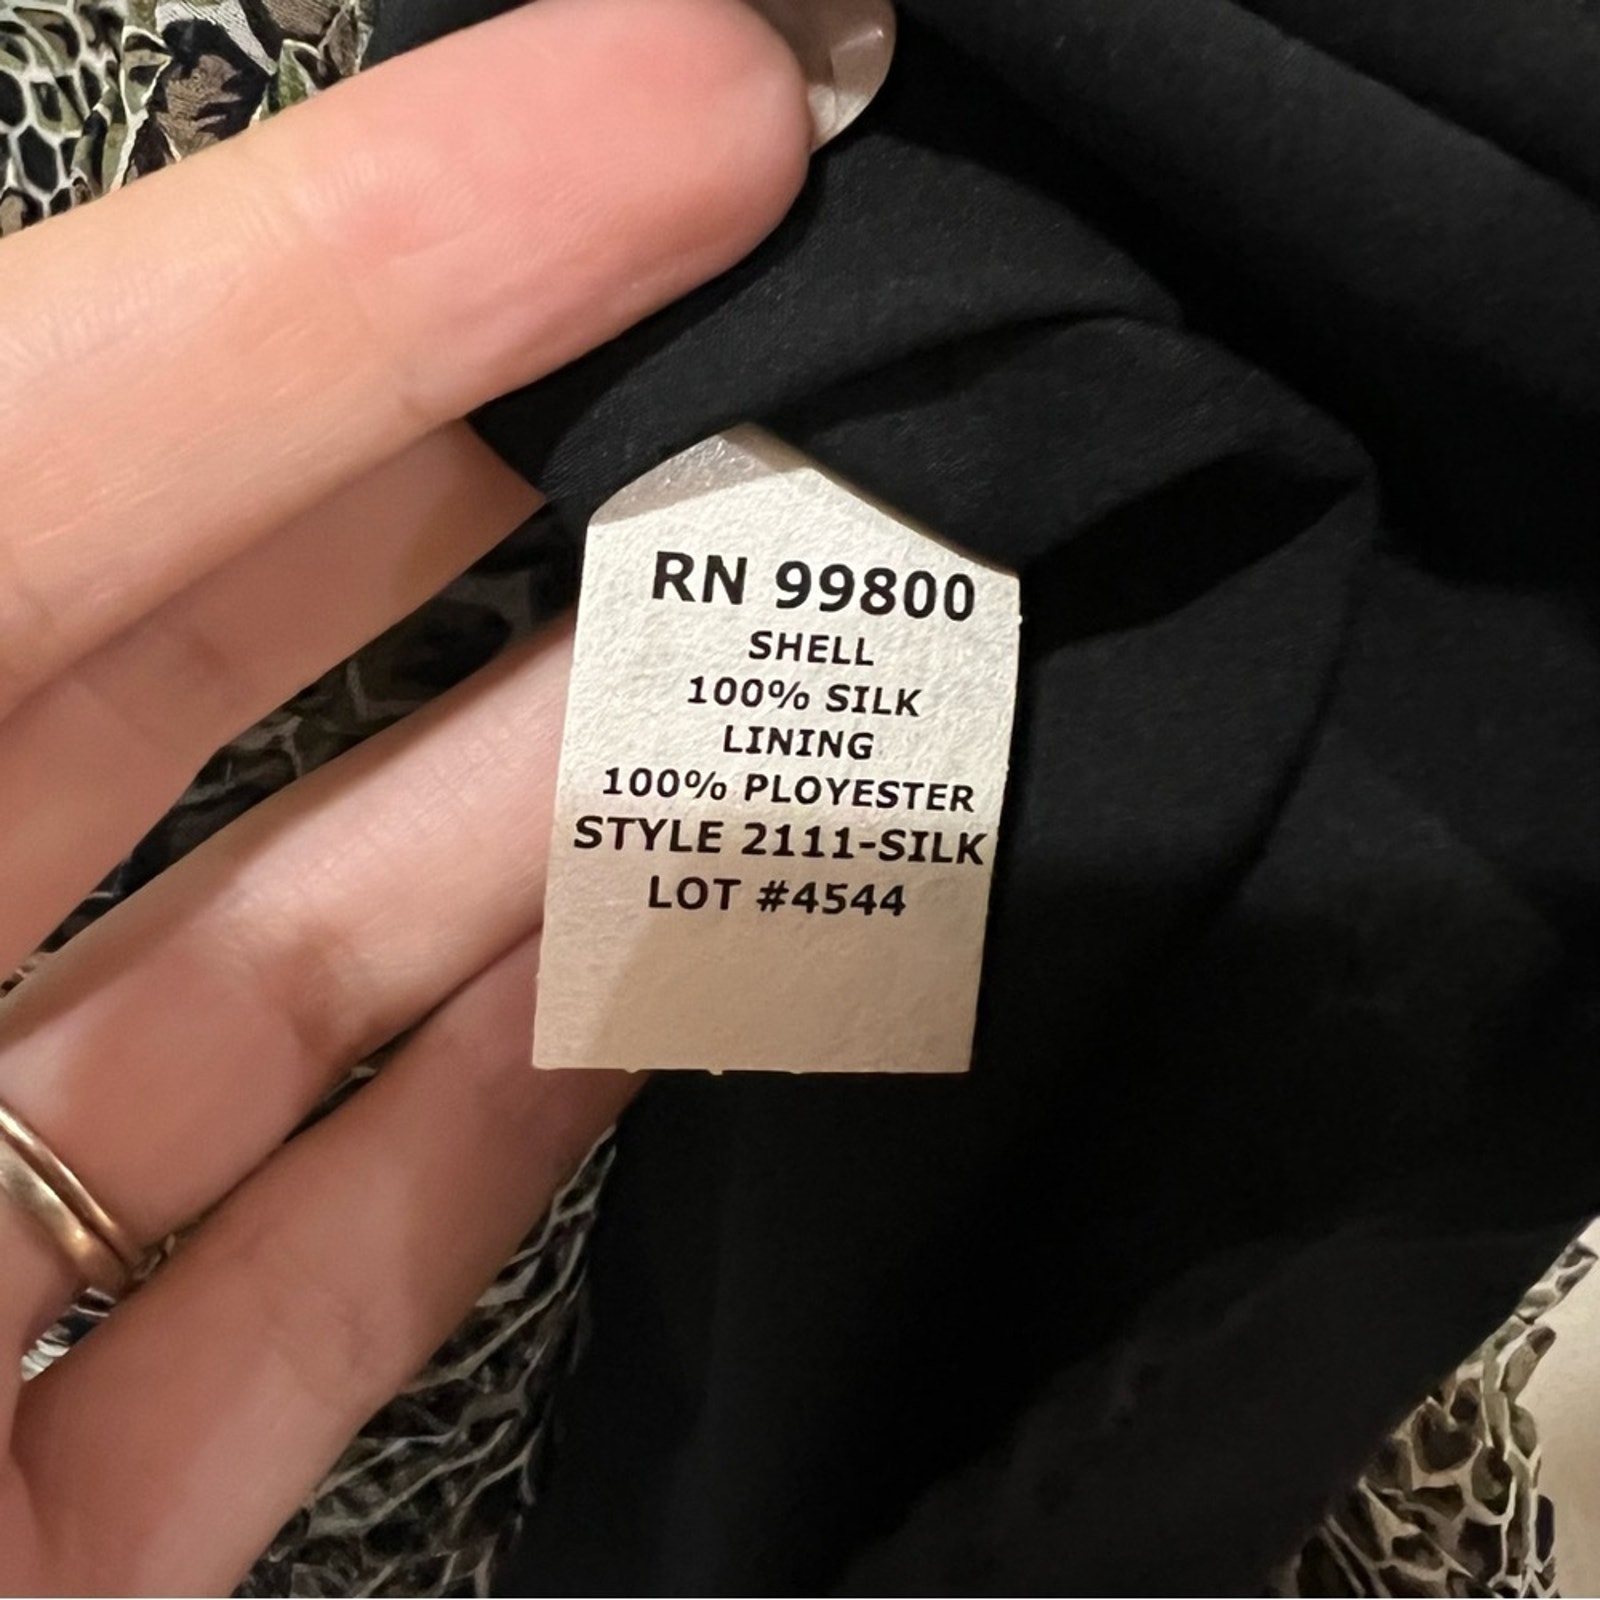 RN 99800
SHELL
100% SILK
LINING
100% PLOYESTER
STYLE 2111-SILK
LOT #4544